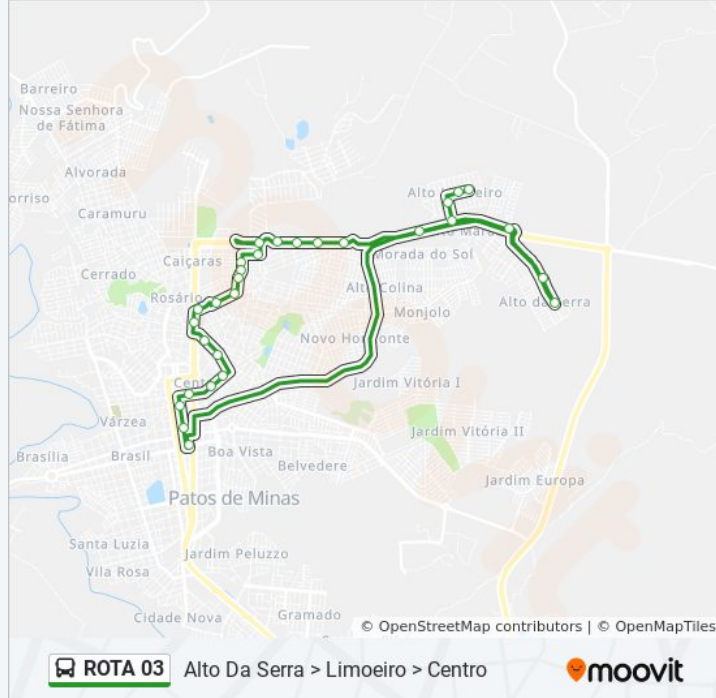 Barreiro
Nossa Senhora
de Fátima
Alvorada
orriso
Caramuru
Caiçaras
Cerrado
Rosário
Morada do Sol
Alto Colina
Alto da Serra
Monjolo
Novo Horizonte
Centro
Jardim Vitória I
Várzea
Jardim Vitória II
Brasília
Brasil
Boa Vista
Belvedere
Jardim Europa
Patos de Minas
Santa Luzia
Jardim Peluzzo
Vila Rosa
Cidade Nova
Gramado
© OpenStreetMap contributors | © OpenMapTiles
ROTA 03 Alto Da Serra > Limoeiro > Centro moovit